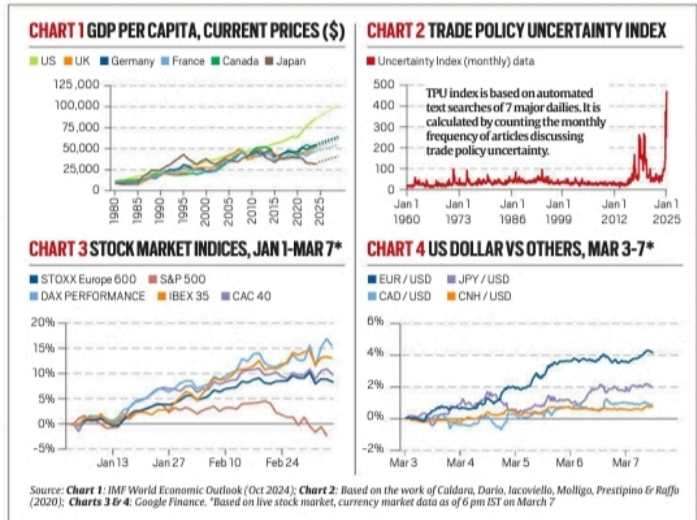 CHART 1 GDP PER CAPITA, CURRENT PRICES ($)
US UK Germany France Canada Japan
125,000
100,000
75,000
50,000
25,000
0
1980 1985 1990 1995 2000 2005 2010 2015 2020 2025
CHART 2 TRADE POLICY UNCERTAINTY INDEX
Uncertainty Index (monthly) data
500
400
300
200
100
0
TPU index is based on automated
text searches of 7 major dailies. It is
calculated by counting the monthly
frequency of articles discussing
trade policy uncertainty.
Jan 1 Jan 1 Jan 1 Jan 1 Jan 1 Jan 1
1960 1973 1986 1999 2012 2025
CHART 3 STOCK MARKET INDICES, JAN 1-MAR 7*
STOXX Europe 600 S&P 500
DAX PERFORMANCE IBEX 35 CAC 40
20%
15%
10%
5%
0%
-5%
Jan 13 Jan 27 Feb 10 Feb 24
CHART 4 US DOLLAR VS OTHERS, MAR 3-7*
EUR / USD JPY / USD
CAD / USD CNH / USD
6%
4%
2%
0%
-2%
Mar 3 Mar 4 Mar 5 Mar 6 Mar 7
Source: Chart 1: IMF World Economic Outlook (Oct 2024); Chart 2: Based on the work of Caldara, Dario, Iacoviello, Molligo, Prestipino & Raffo
(2020); Charts 3 & 4: Google Finance. *Based on live stock market, currency market data as of 6 pm IST on March 7